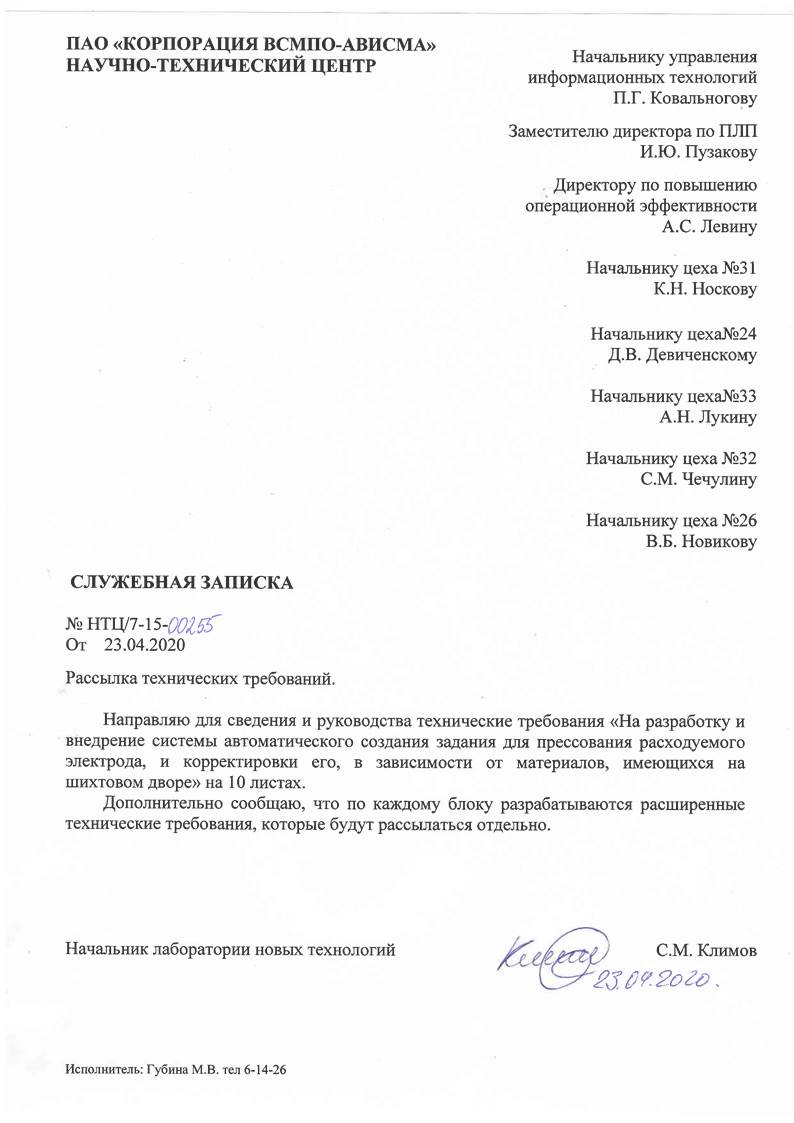 ПАО «КОРПОРАЦИЯ ВСМПО-АВИСМА»
НАУЧНО-ТЕХНИЧЕСКИЙ ЦЕНТР
Начальнику управления
информационных технологий
П.Г. Ковальногову
Заместителю директора по ПЛП
И.Ю. Пузакову
Директору по повышению
операционной эффективности
А.С. Левину
Начальнику цеха №31
К.Н. Носкову
Начальнику цеха№24
Д.В. Девиченскому
Начальнику цеха№33
А.Н. Лукину
Начальнику цеха №32
С.М. Чечулину
Начальнику цеха №26
В.Б. Новикову
СЛУЖЕБНАЯ ЗАПИСКА
№ НТЦ/7-15-00255
От 23.04.2020
Рассылка технических требований.
Направляю для сведения и руководства технические требования «На разработку и
внедрение системы автоматического создания задания для прессования расходуемого
электрода, и корректировки его, в зависимости от материалов, имеющихся на
шихтовом дворе» на 10 листах.
Дополнительно сообщаю, что по каждому блоку разрабатываются расширенные
технические требования, которые будут рассылаться отдельно.
Начальник лаборатории новых технологий С.М. Климов
23.04.2020.
Исполнитель: Губина М.В. тел 6-14-26